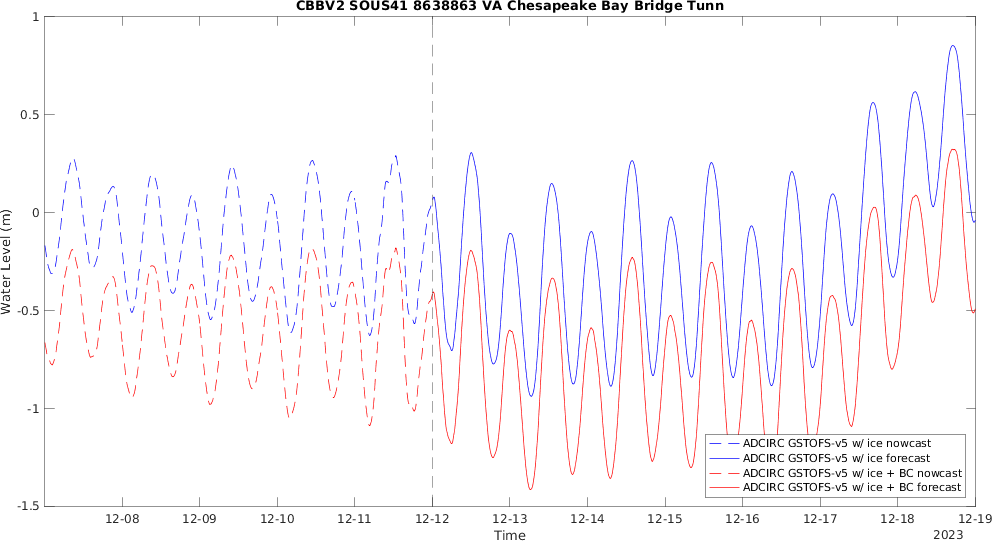 CBBV2 SOUS41 8638863 VA Chesapeake Bay Bridge Tunn
1
0.5
0
-0.5
-1
-1.5
Water Level (m)
ADCIRC GSTOFS-v5 w/ ice nowcast
ADCIRC GSTOFS-v5 w/ ice forecast
ADCIRC GSTOFS-v5 w/ ice + BC nowcast
ADCIRC GSTOFS-v5 w/ ice + BC forecast
12-08 12-09 12-10 12-11 12-12 12-13 12-14 12-15 12-16 12-17 12-18 12-19
Time
2023